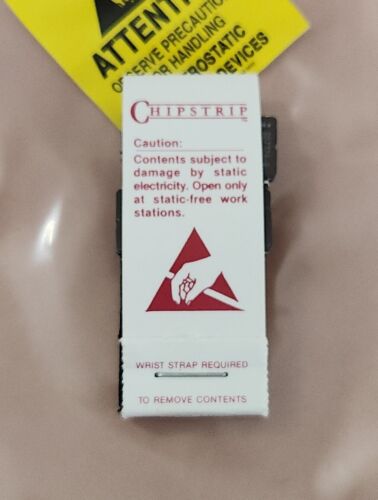 ATTENTI
OBSERVE PRECAUTIO
FOR HANDLING
ROSTATIC
DEVICES
CHIPSTRIP™
Caution:
Contents subject to
damage by static
electricity. Open only
at static-free work
stations.
WRIST STRAP REQUIRED
TO REMOVE CONTENTS